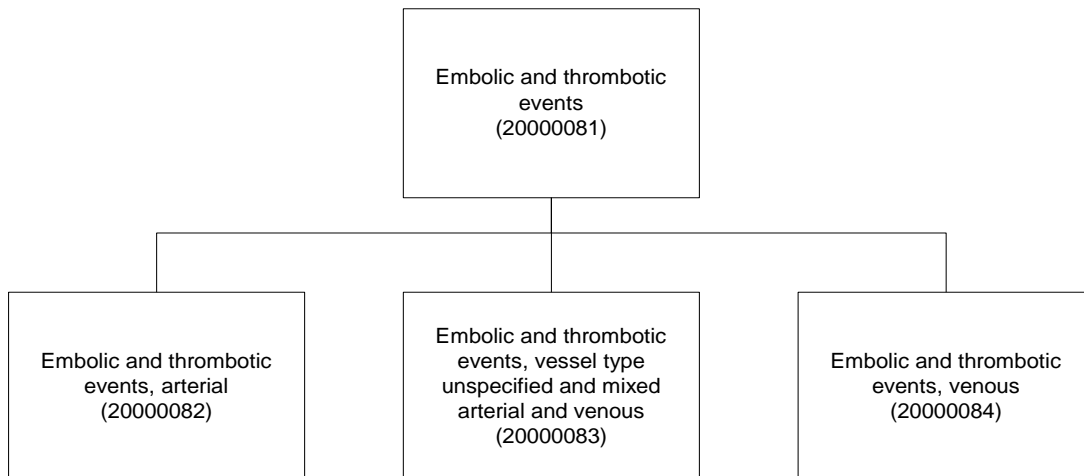 Embolic and thrombotic
events
(20000081)
Embolic and thrombotic
events, arterial
(20000082)
Embolic and thrombotic
events, vessel type
unspecified and mixed
arterial and venous
(20000083)
Embolic and thrombotic
events, venous
(20000084)